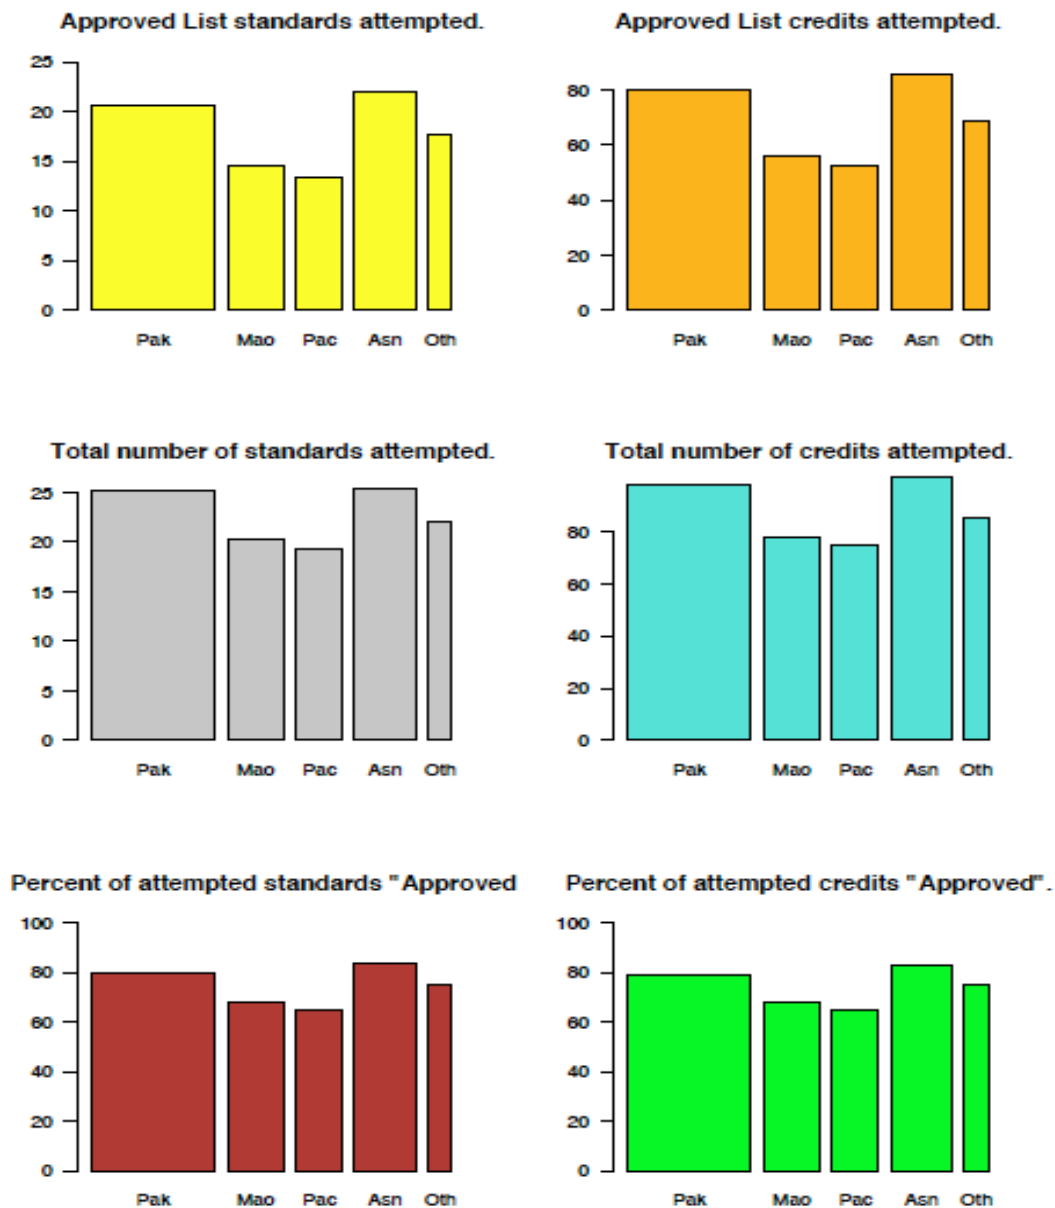 Approved List standards attempted.
25
20
15
10
5
0
Pak Mao Pac Asn Oth
Approved List credits attempted.
80
60
40
20
0
Pak Mao Pac Asn Oth
Total number of standards attempted.
25
20
15
10
5
0
Pak Mao Pac Asn Oth
Total number of credits attempted.
80
60
40
20
0
Pak Mao Pac Asn Oth
Percent of attempted standards "Approved
100
80
60
40
20
0
Pak Mao Pac Asn Oth
Percent of attempted credits "Approved".
100
80
60
40
20
0
Pak Mao Pac Asn Oth